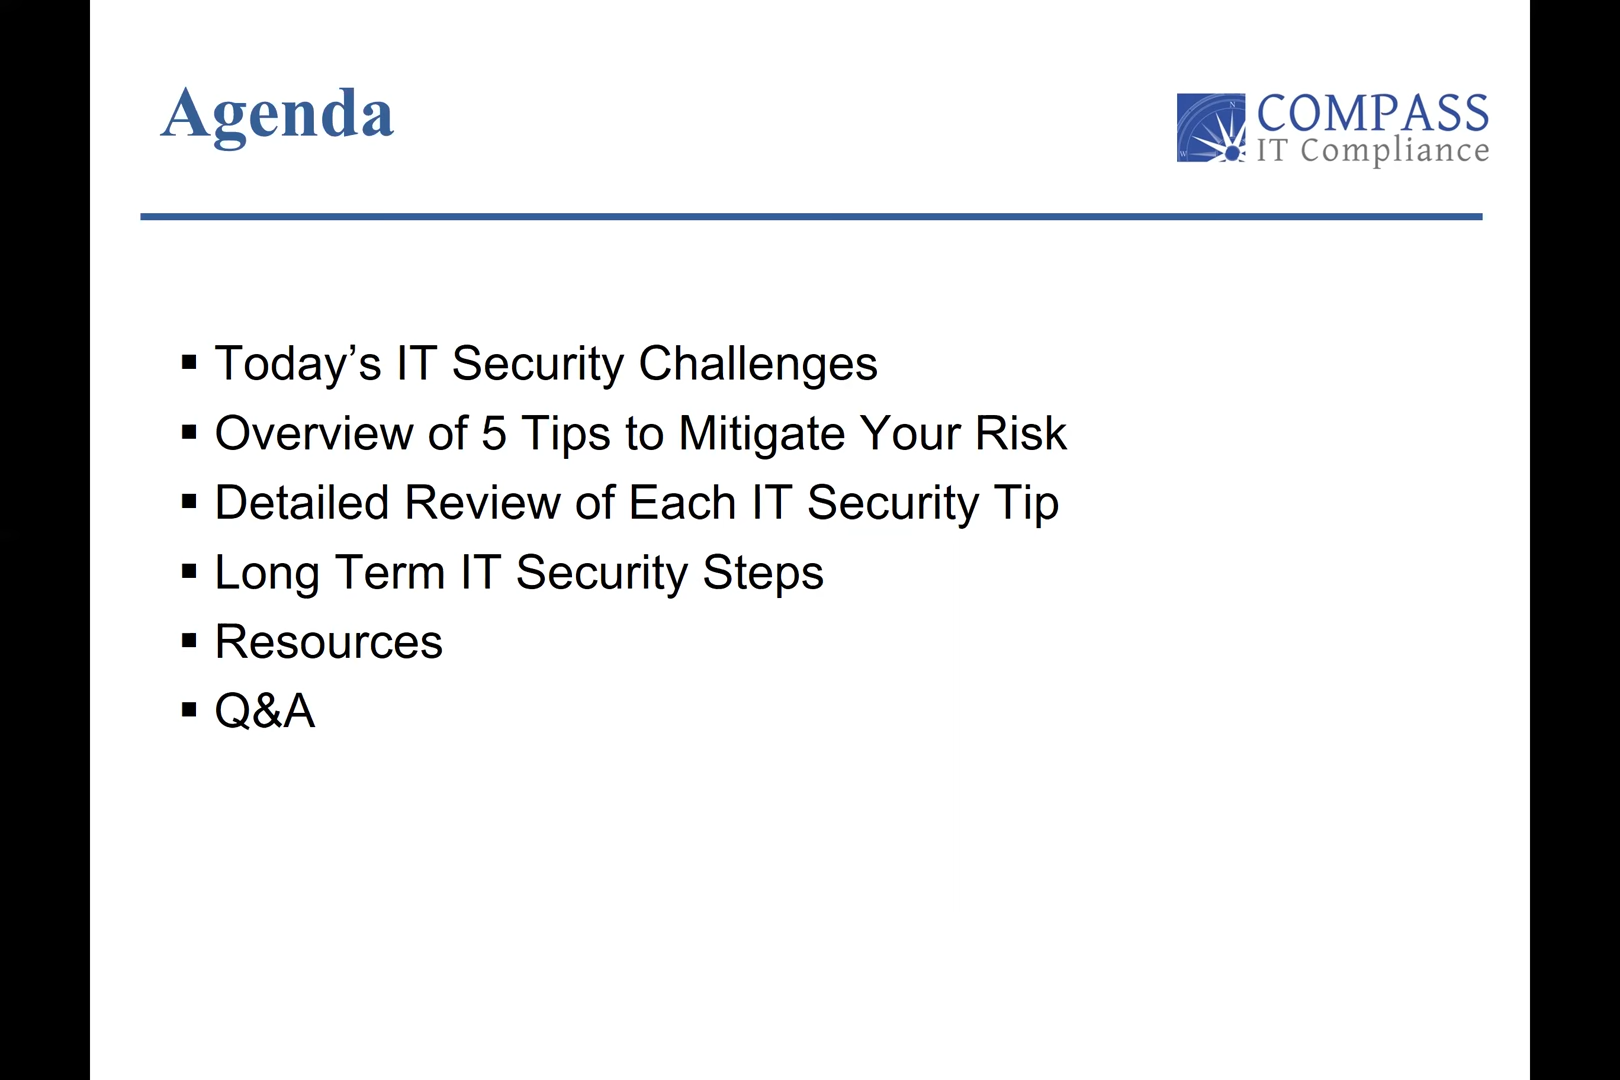 Agenda
COMPASS
IT Compliance
N
W
▪ Today’s IT Security Challenges
▪ Overview of 5 Tips to Mitigate Your Risk
▪ Detailed Review of Each IT Security Tip
▪ Long Term IT Security Steps
▪ Resources
▪ Q&A